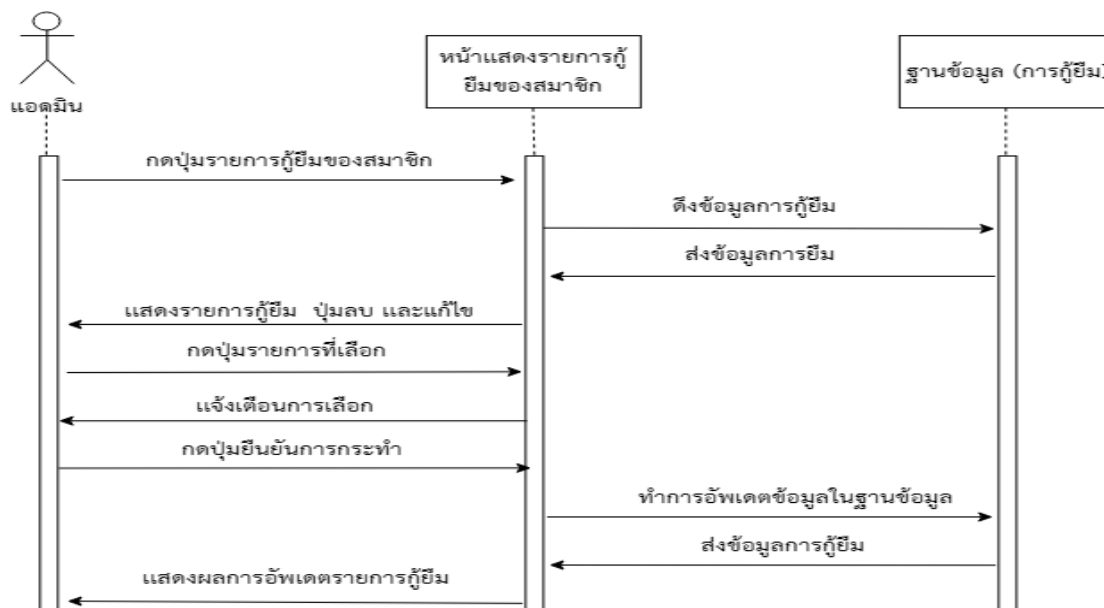 หน้าแสดงรายการกู้
ยืมของสมาชิก
ฐานข้อมูล (การกู้ยืม)
แอดมิน
กดปุ่มรายการกู้ยืมของสมาชิก
ดึงข้อมูลการกู้ยืม
ส่งข้อมูลการยืม
แสดงรายการกู้ยืม ปุ่มลบ และแก้ไข
กดปุ่มรายการที่เลือก
แจ้งเตือนการเลือก
กดปุ่มยืนยันการกระทำ
ทำการอัพเดตข้อมูลในฐานข้อมูล
ส่งข้อมูลการกู้ยืม
แสดงผลการอัพเดตรายการกู้ยืม